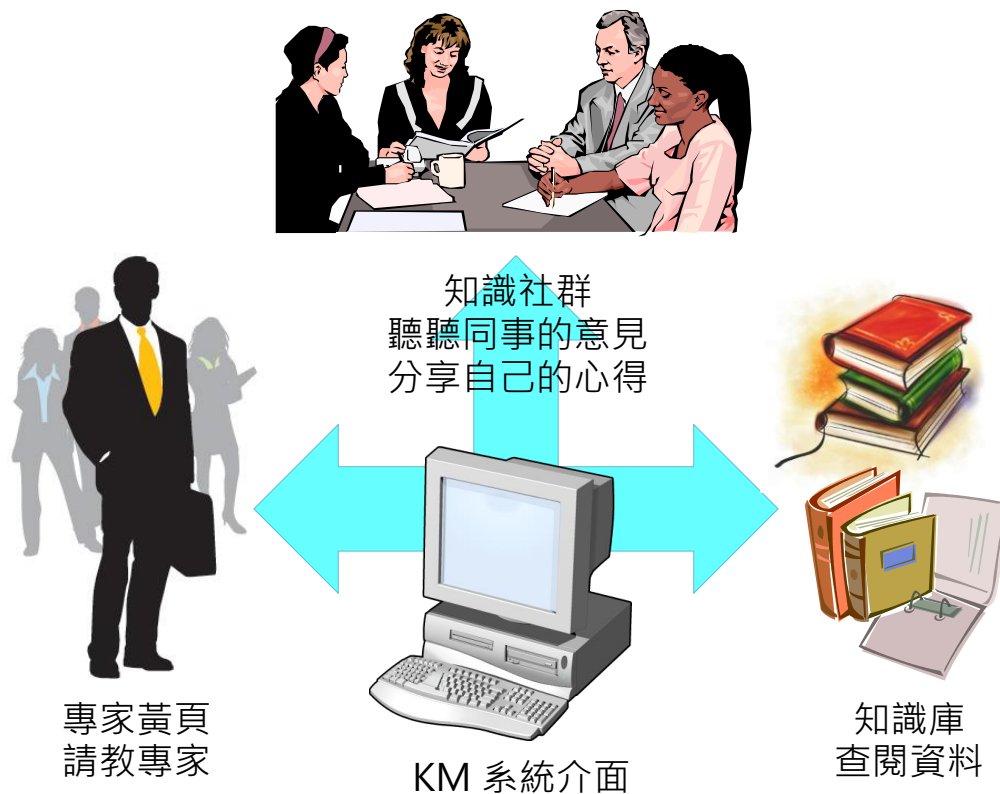 知識社群
聽聽同事的意見
分享自己的心得
專家黃頁
請教專家
KM 系統介面
知識庫
查閱資料